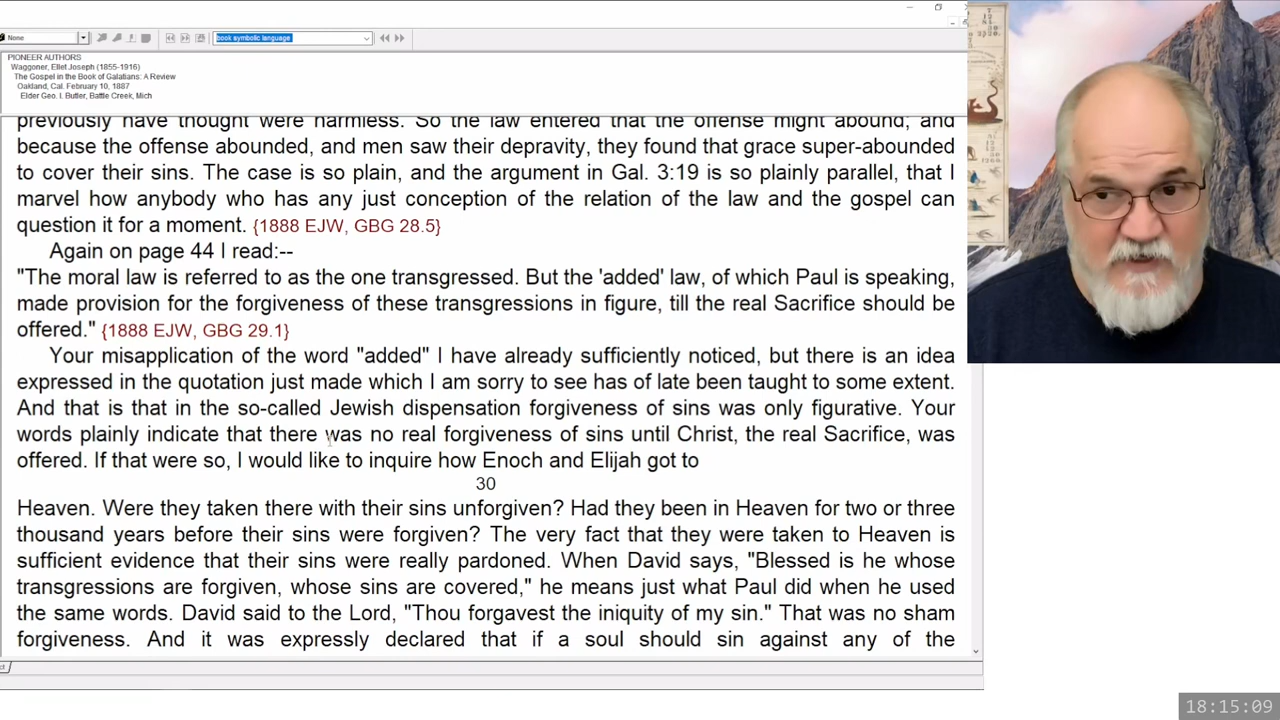 None
book symbolic language
PIONEER AUTHORS
Waggoner, Ellet Joseph (1855-1916)
The Gospel in the Book of Galatians: A Review
Oakland, Cal. February 10, 1887
Elder Geo. I. Butler, Battle Creek, Mich
previously have thought were harmless. So the law entered that the offense might abound; and
because the offense abounded, and men saw their depravity, they found that grace super-abounded
to cover their sins. The case is so plain, and the argument in Gal. 3:19 is so plainly parallel, that I
marvel how anybody who has any just conception of the relation of the law and the gospel can
question it for a moment. {1888 EJW, GBG 28.5}
Again on page 44 I read:--
"The moral law is referred to as the one transgressed. But the 'added' law, of which Paul is speaking,
made provision for the forgiveness of these transgressions in figure, till the real Sacrifice should be
offered." {1888 EJW, GBG 29.1}
Your misapplication of the word "added" I have already sufficiently noticed, but there is an idea
expressed in the quotation just made which I am sorry to see has of late been taught to some extent.
And that is that in the so-called Jewish dispensation forgiveness of sins was only figurative. Your
words plainly indicate that there was no real forgiveness of sins until Christ, the real Sacrifice, was
offered. If that were so, I would like to inquire how Enoch and Elijah got to
30
Heaven. Were they taken there with their sins unforgiven? Had they been in Heaven for two or three
thousand years before their sins were forgiven? The very fact that they were taken to Heaven is
sufficient evidence that their sins were really pardoned. When David says, "Blessed is he whose
transgressions are forgiven, whose sins are covered," he means just what Paul did when he used
the same words. David said to the Lord, "Thou forgavest the iniquity of my sin." That was no sham
forgiveness. And it was expressly declared that if a soul should sin against any of the
18:15:09